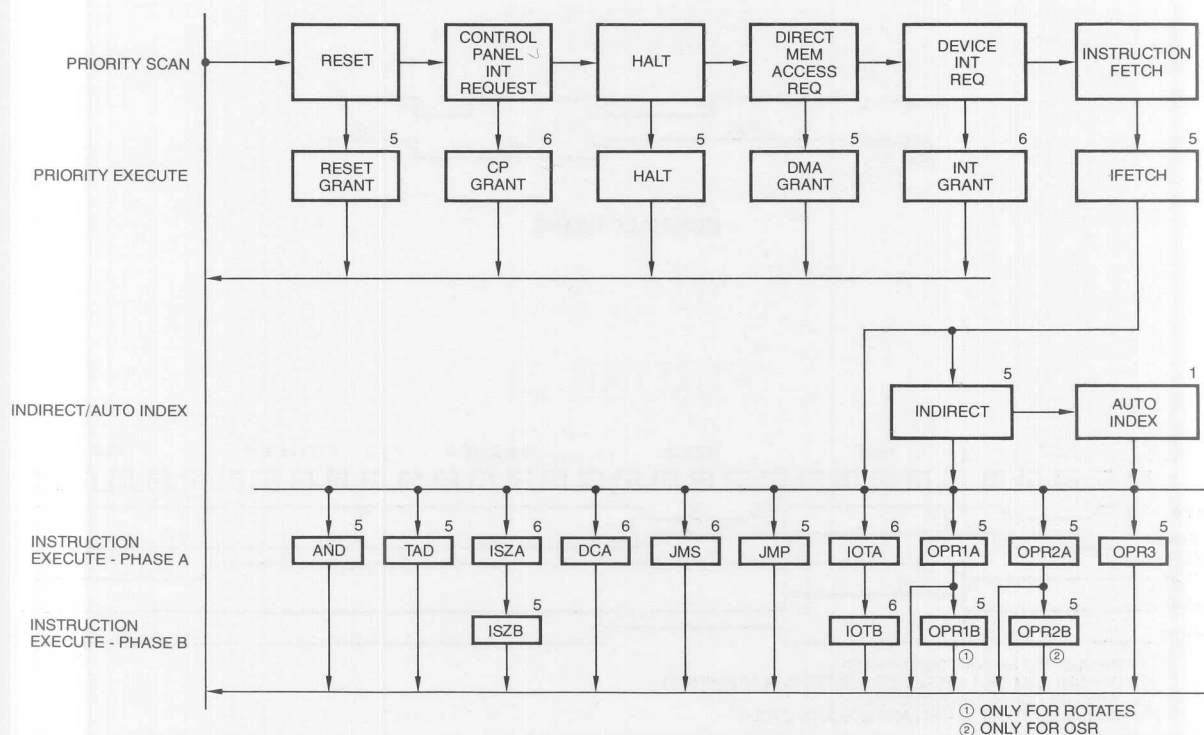 PRIORITY SCAN
RESET
CONTROL
PANEL
INT
REQUEST
HALT
DIRECT
MEM
ACCESS
REQ
DEVICE
INT
REQ
INSTRUCTION
FETCH
5
6
5
5
6
5
PRIORITY EXECUTE
RESET
GRANT
CP
GRANT
HALT
DMA
GRANT
INT
GRANT
IFETCH
5
1
INDIRECT/AUTO INDEX
INDIRECT
AUTO
INDEX
5
5
6
6
6
5
6
5
5
5
INSTRUCTION
EXECUTE - PHASE A
AND
TAD
ISZA
DCA
JMS
JMP
IOTA
OPR1A
OPR2A
OPR3
5
6
5
5
INSTRUCTION
EXECUTE - PHASE B
ISZB
IOTB
OPR1B
OPR2B
①
②
① ONLY FOR ROTATES
② ONLY FOR OSR